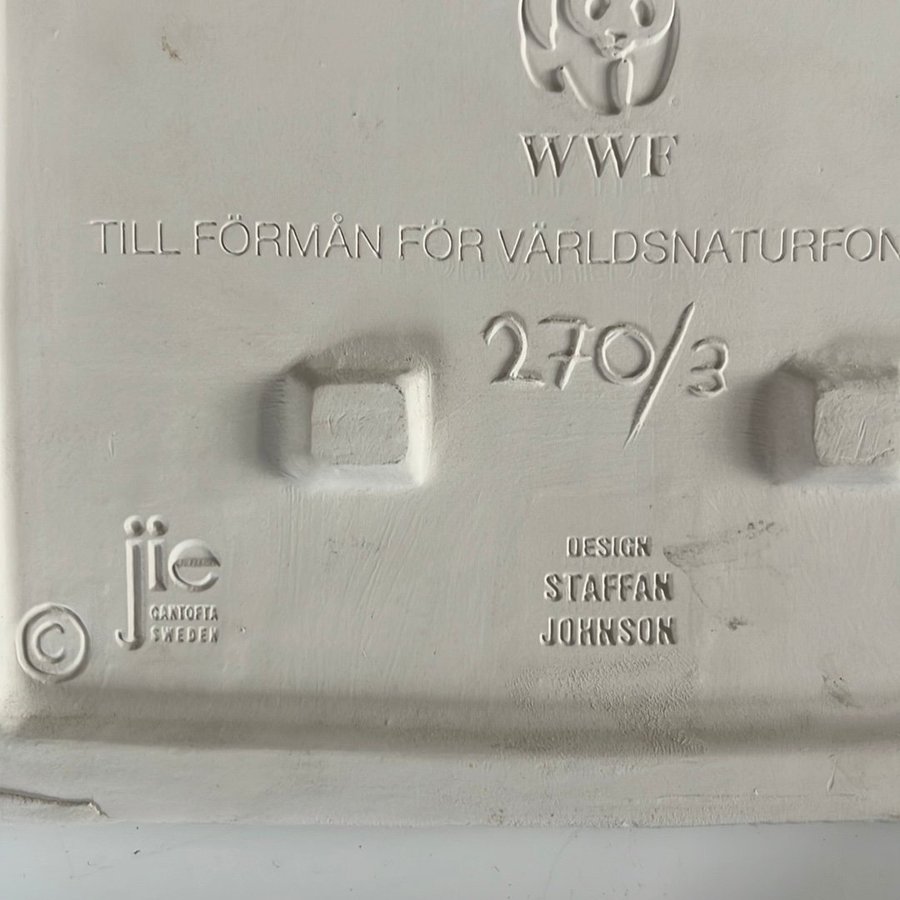 WWF
TILL FÖRMÅN FÖR VÄRLDSNATURFON
270/3
jie
GANTOFTA
SWEDEN
©
DESIGN
STAFFAN
JOHNSON